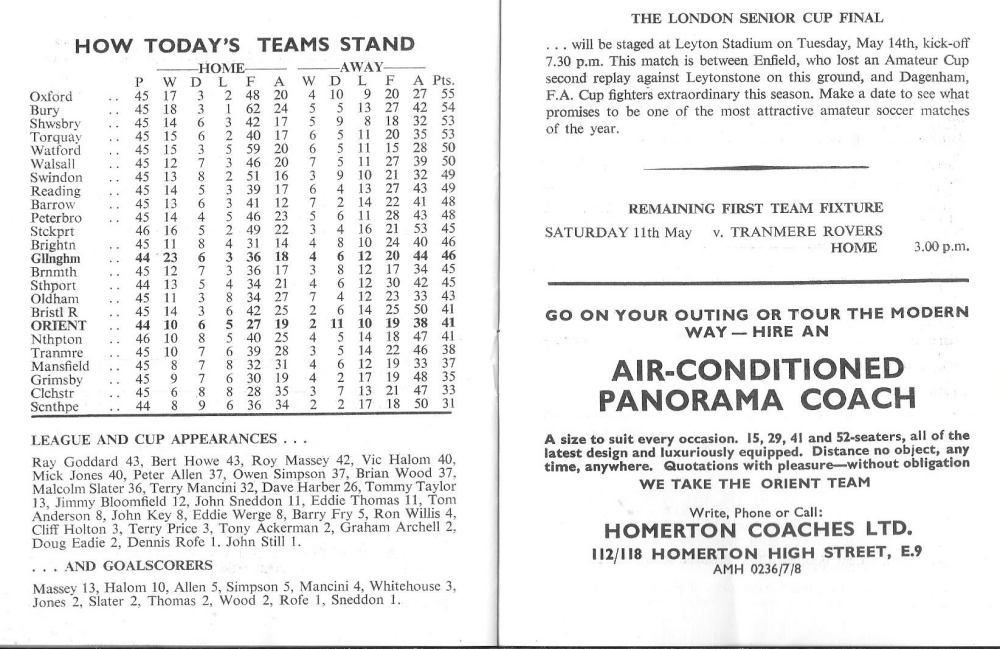 HOW TODAY'S TEAMS STAND
HOME AWAY
P W D L F A W D L F A Pts.
Oxford .. 45 17 3 2 48 20 4 10 9 20 27 55
Bury .. 45 18 3 1 62 24 5 5 13 27 42 54
Shwsbry .. 45 14 6 3 42 17 5 9 8 18 32 53
Torquay .. 45 15 6 2 40 17 6 5 11 20 35 53
Watford .. 45 15 3 5 59 20 6 5 11 15 28 50
Walsall .. 45 12 7 3 46 20 7 5 11 27 39 50
Swindon .. 45 13 8 2 51 16 3 9 10 21 32 49
Reading .. 45 14 5 3 39 17 6 4 13 27 43 49
Barrow .. 45 13 6 3 41 12 7 2 14 22 41 48
Peterbro .. 45 14 4 5 46 23 5 6 11 28 43 48
Stckprt .. 46 16 5 2 49 22 3 4 16 21 53 45
Brightn .. 45 11 8 4 31 14 4 8 10 24 40 46
Gllnghm .. 44 23 6 3 36 18 4 6 12 20 44 46
Brnmth .. 45 12 7 3 36 17 3 8 12 17 34 45
Sthport .. 44 13 5 4 34 21 4 6 12 30 42 45
Oldham .. 45 11 3 8 34 27 7 4 12 23 33 43
Bristl R .. 45 14 3 6 42 25 2 6 14 25 50 41
ORIENT .. 44 10 6 5 27 19 2 11 10 19 38 41
Nthpton .. 46 10 8 5 40 25 4 5 14 18 47 41
Tranmre .. 45 10 7 6 39 28 3 5 14 22 46 38
Mansfield .. 45 8 7 8 32 31 4 6 12 19 33 37
Grimsby .. 45 9 7 6 30 19 4 2 17 19 48 35
Clchstr .. 45 6 8 8 28 35 3 7 13 21 47 33
Scnthpe .. 44 8 9 6 36 34 2 2 17 18 50 31
LEAGUE AND CUP APPEARANCES . . .
Ray Goddard 43, Bert Howe 43, Roy Massey 42, Vic Halom 40,
Mick Jones 40, Peter Allen 37, Owen Simpson 37, Brian Wood 37,
Malcolm Slater 36, Terry Mancini 32, Dave Harber 26, Tommy Taylor
13, Jimmy Bloomfield 12, John Sneddon 11, Eddie Thomas 11, Tom
Anderson 8, John Key 8, Eddie Werge 8, Barry Fry 5, Ron Willis 4,
Cliff Holton 3, Terry Price 3, Tony Ackerman 2, Graham Archell 2,
Doug Eadie 2, Dennis Rofe 1. John Still 1.
. . . AND GOALSCORERS
Massey 13, Halom 10, Allen 5, Simpson 5, Mancini 4, Whitehouse 3,
Jones 2, Slater 2, Thomas 2, Wood 2, Rofe 1, Sneddon 1.
THE LONDON SENIOR CUP FINAL
. . . will be staged at Leyton Stadium on Tuesday, May 14th, kick-off
7.30 p.m. This match is between Enfield, who lost an Amateur Cup
second replay against Leytonstone on this ground, and Dagenham,
F.A. Cup fighters extraordinary this season. Make a date to see what
promises to be one of the most attractive amateur soccer matches
of the year.
REMAINING FIRST TEAM FIXTURE
SATURDAY 11th May v. TRANMERE ROVERS
HOME 3.00 p.m.
GO ON YOUR OUTING OR TOUR THE MODERN
WAY — HIRE AN
AIR-CONDITIONED
PANORAMA COACH
A size to suit every occasion. 15, 29, 41 and 52-seaters, all of the
latest design and luxuriously equipped. Distance no object, any
time, anywhere. Quotations with pleasure—without obligation
WE TAKE THE ORIENT TEAM
Write, Phone or Call:
HOMERTON COACHES LTD.
112/118 HOMERTON HIGH STREET, E.9
AMH 0236/7/8